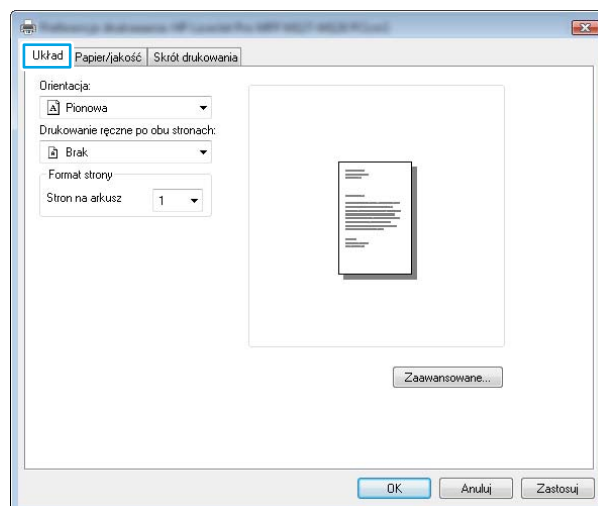 Układ
Papier/jakość
Skrót drukowania
Orientacja:
Pionowa
Drukowanie ręczne po obu stronach:
Brak
Format strony
Stron na arkusz
1
Zaawansowane...
OK
Anuluj
Zastosuj